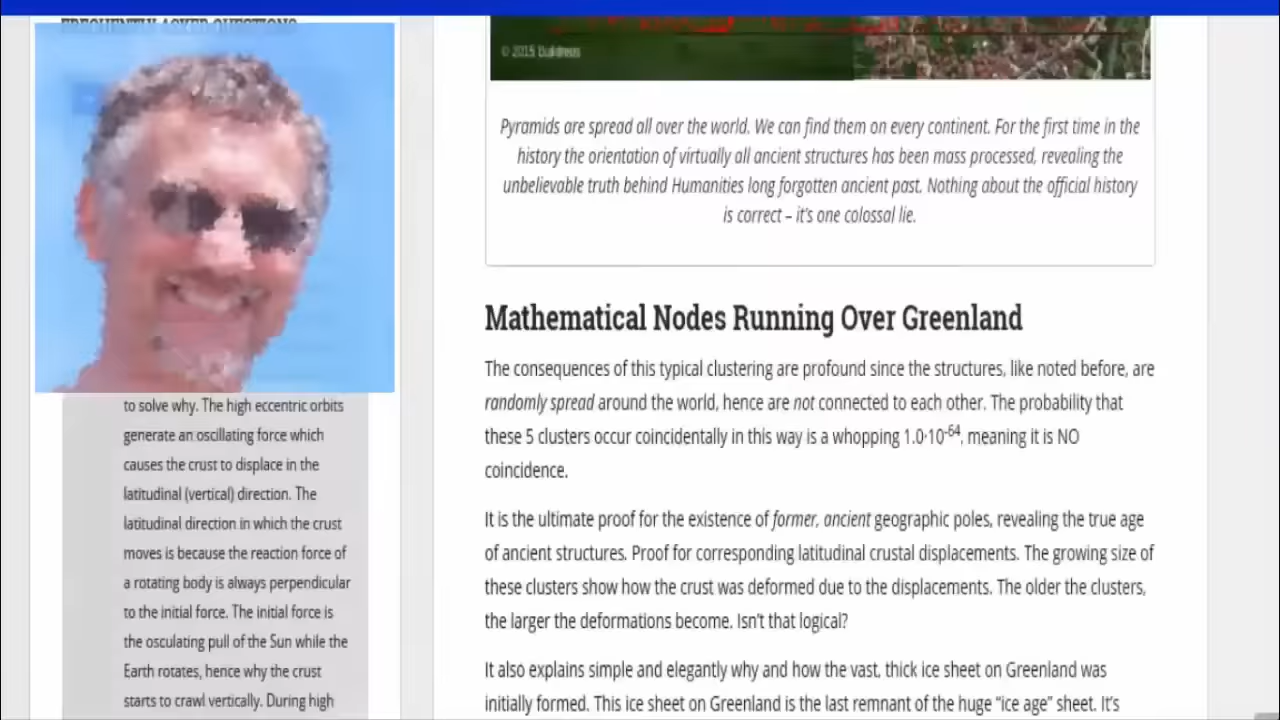 FREQUENTLY ASKED QUESTIONS
to solve why. The high eccentric orbits
generate an oscillating force which
causes the crust to displace in the
latitudinal (vertical) direction. The
latitudinal direction in which the crust
moves is because the reaction force of
a rotating body is always perpendicular
to the initial force. The initial force is
the osculating pull of the Sun while the
Earth rotates, hence why the crust
starts to crawl vertically. During high
© 2015 Buildreps
Pyramids are spread all over the world. We can find them on every continent. For the first time in the
history the orientation of virtually all ancient structures has been mass processed, revealing the
unbelievable truth behind Humanities long forgotten ancient past. Nothing about the official history
is correct – it's one colossal lie.
Mathematical Nodes Running Over Greenland
The consequences of this typical clustering are profound since the structures, like noted before, are
randomly spread around the world, hence are not connected to each other. The probability that
these 5 clusters occur coincidentally in this way is a whopping 1.0·10⁻⁶⁴, meaning it is NO
coincidence.
It is the ultimate proof for the existence of former, ancient geographic poles, revealing the true age
of ancient structures. Proof for corresponding latitudinal crustal displacements. The growing size of
these clusters show how the crust was deformed due to the displacements. The older the clusters,
the larger the deformations become. Isn't that logical?
It also explains simple and elegantly why and how the vast, thick ice sheet on Greenland was
initially formed. This ice sheet on Greenland is the last remnant of the huge "ice age" sheet. It's